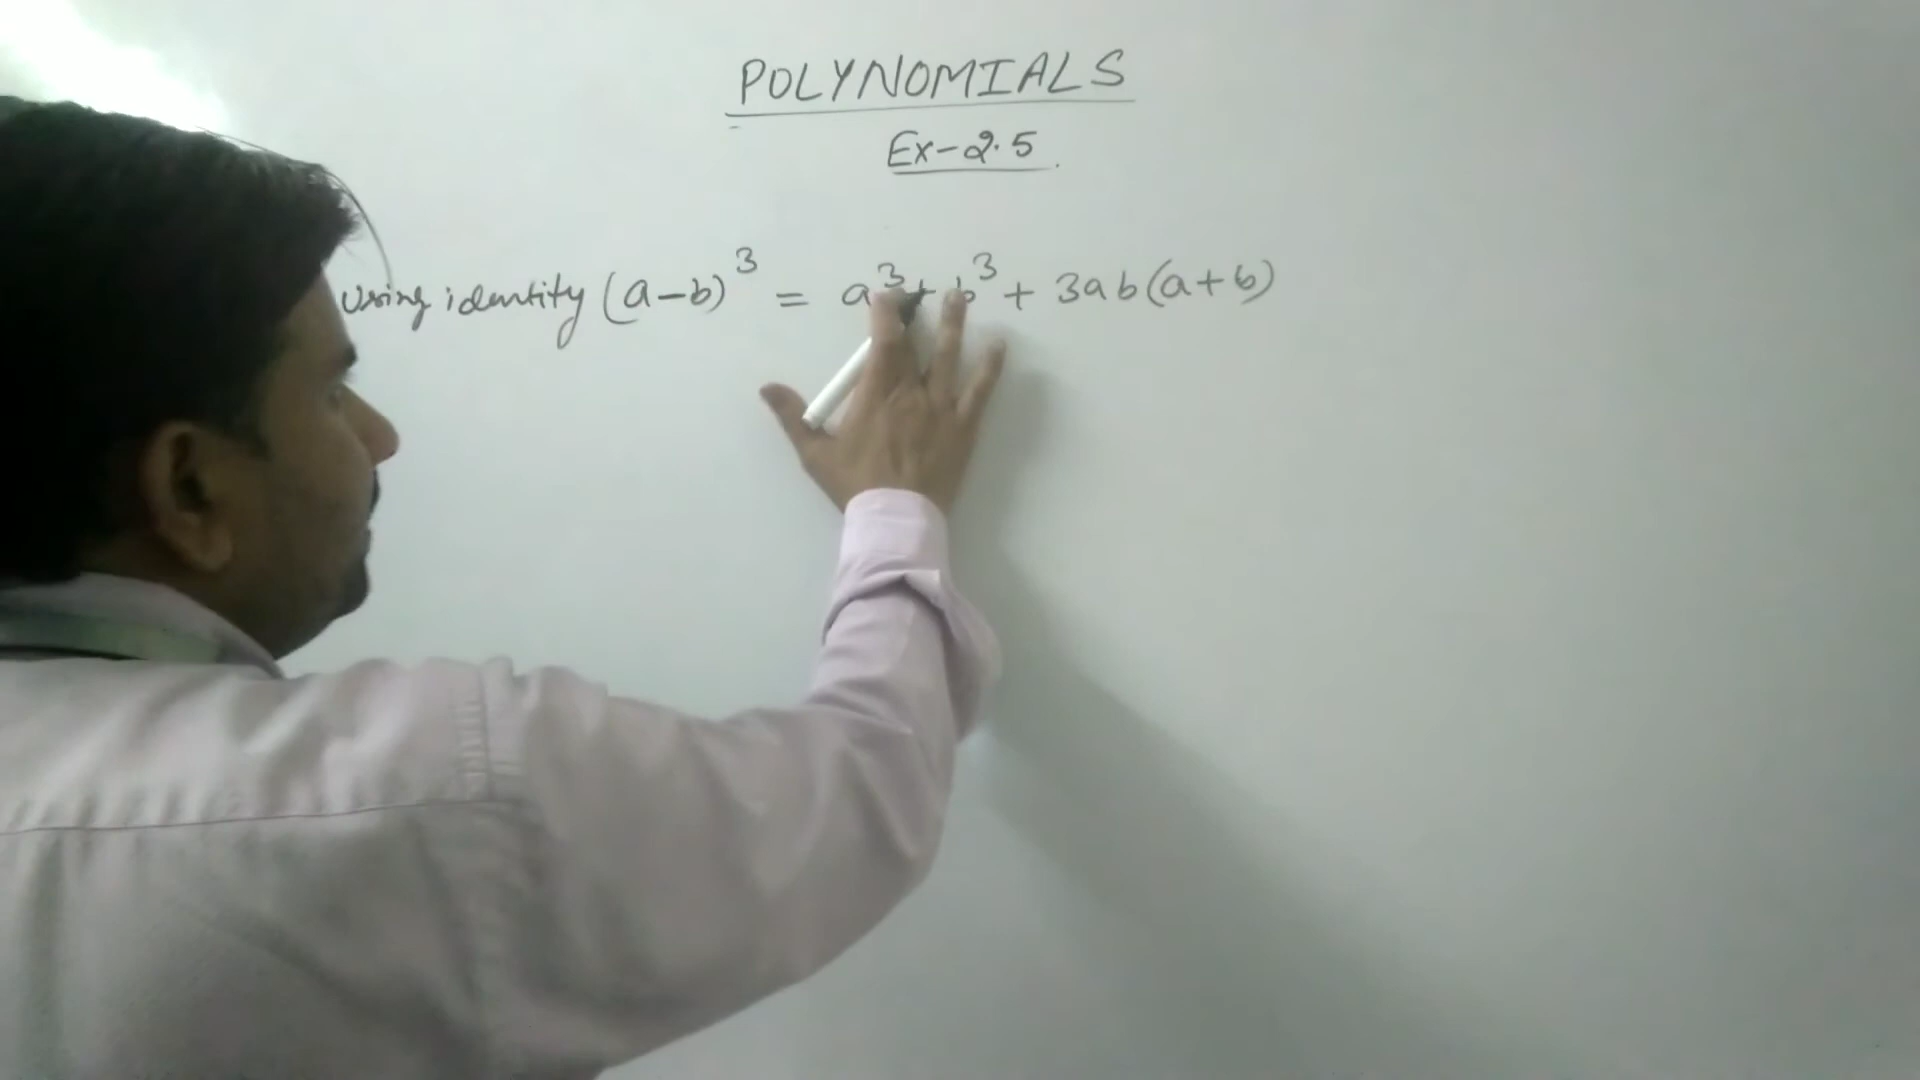 POLYNOMIALS
Ex-2.5
Using identity (a-b)³ = a³+b³+3ab(a+b)